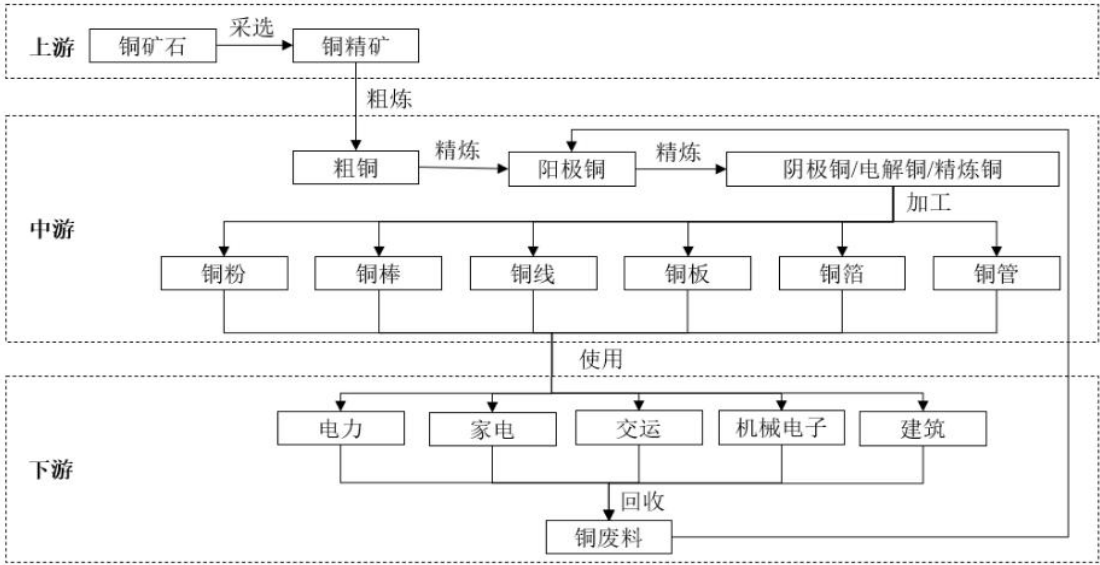 上游
铜矿石
采选
铜精矿
粗炼
中游
粗铜
精炼
阳极铜
精炼
阴极铜/电解铜/精炼铜
加工
铜粉
铜棒
铜线
铜板
铜箔
铜管
使用
下游
电力
家电
交运
机械电子
建筑
回收
铜废料